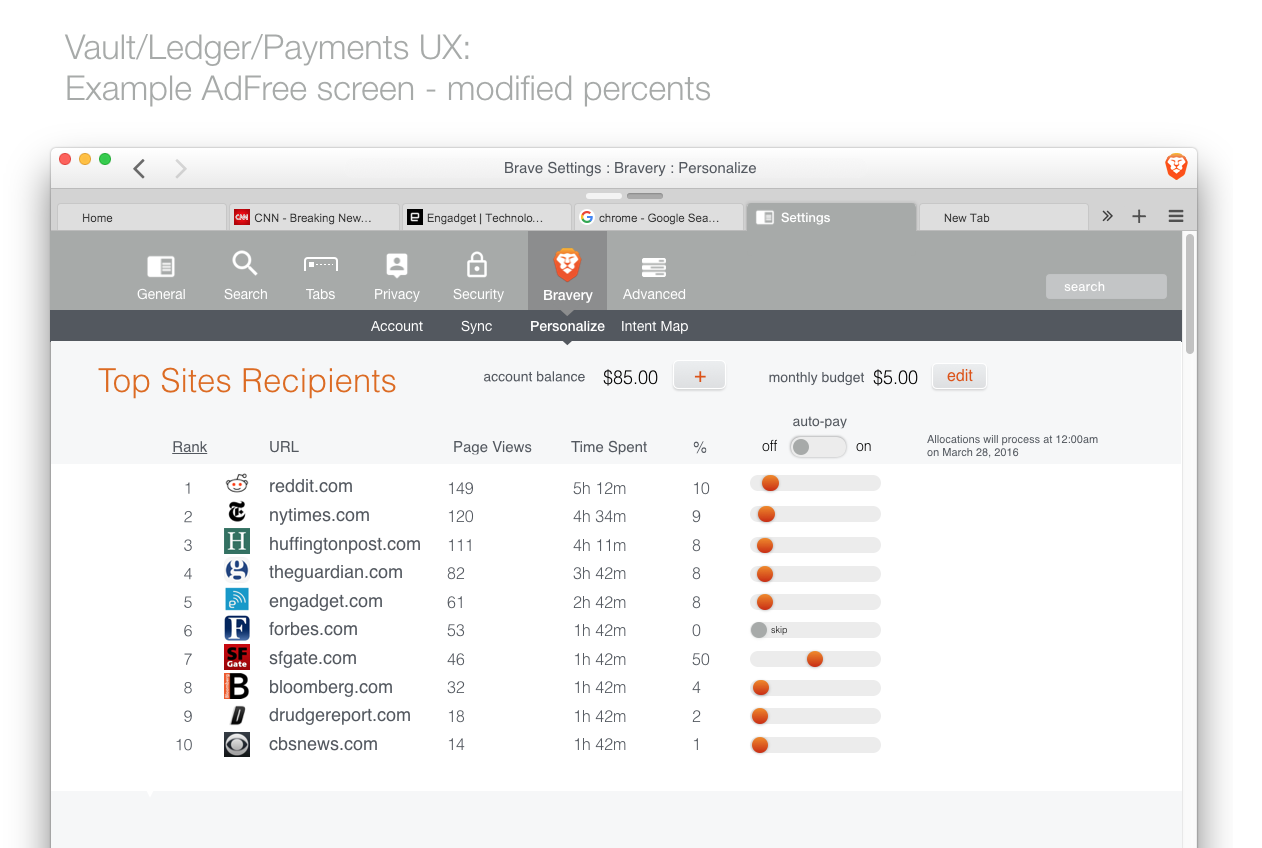 Vault/Ledger/Payments UX:
Example AdFree screen - modified percents
Brave Settings : Bravery : Personalize
Home CNN CNN - Breaking New... Engadget | Technolo... chrome - Google Sea... Settings New Tab
General Search Tabs Privacy Security Bravery Advanced search
Account Sync Personalize Intent Map
Top Sites Recipients account balance $85.00 + monthly budget $5.00 edit
auto-pay
Rank URL Page Views Time Spent % off on
Allocations will process at 12:00am
on March 28, 2016
1 reddit.com 149 5h 12m 10
2 nytimes.com 120 4h 34m 9
3 H huffingtonpost.com 111 4h 11m 8
4 theguardian.com 82 3h 42m 8
5 engadget.com 61 2h 42m 8
6 F forbes.com 53 1h 42m 0 skip
7 SF Gate sfgate.com 46 1h 42m 50
8 B bloomberg.com 32 1h 42m 4
9 D drudgereport.com 18 1h 42m 2
10 cbsnews.com 14 1h 42m 1